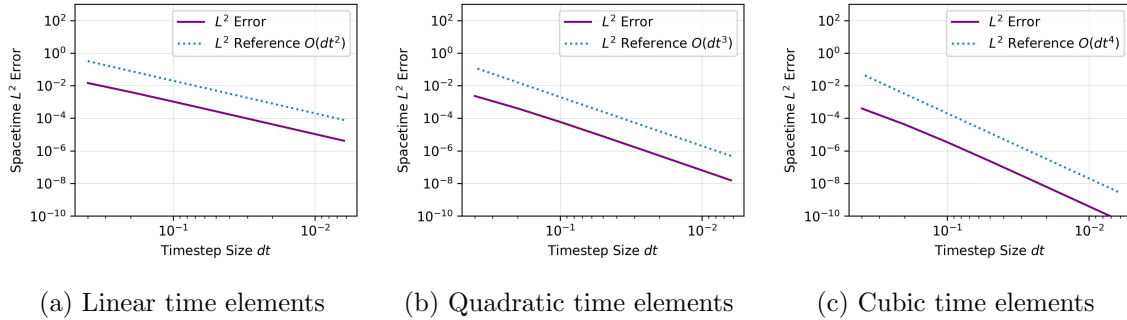 10^2
10^0
10^-2
10^-4
10^-6
10^-8
10^-10
Spacetime L^2 Error
L^2 Error
L^2 Reference O(dt^2)
10^-1
10^-2
Timestep Size dt
(a) Linear time elements
10^2
10^0
10^-2
10^-4
10^-6
10^-8
10^-10
Spacetime L^2 Error
L^2 Error
L^2 Reference O(dt^3)
10^-1
10^-2
Timestep Size dt
(b) Quadratic time elements
10^2
10^0
10^-2
10^-4
10^-6
10^-8
10^-10
Spacetime L^2 Error
L^2 Error
L^2 Reference O(dt^4)
10^-1
10^-2
Timestep Size dt
(c) Cubic time elements